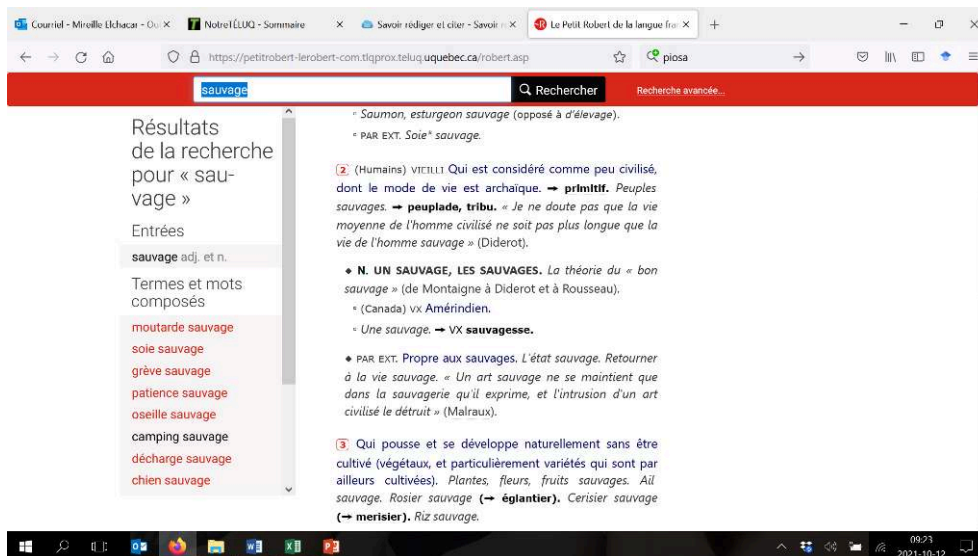 Courriel - Mireille Elchacar - Ou
NotreTÉLUQ - Sommaire
Savoir rédiger et citer - Savoir r
Le Petit Robert de la langue fran
https://petitrobert-lerobert-com.tlqprox.teluq.uquebec.ca/robert.asp
piosa
sauvage
Rechercher
Recherche avancée...
Résultats
de la recherche
pour « sau-
vage »
Entrées
sauvage adj. et n.
Termes et mots
composés
moutarde sauvage
soie sauvage
grève sauvage
patience sauvage
oseille sauvage
camping sauvage
décharge sauvage
chien sauvage
▫ Saumon, esturgeon sauvage (opposé à d'élevage).
▫ PAR EXT. Soie* sauvage.
2 (Humains) VIEILLI Qui est considéré comme peu civilisé,
dont le mode de vie est archaïque. ➙ primitif. Peuples
sauvages. ➙ peuplade, tribu. « Je ne doute pas que la vie
moyenne de l'homme civilisé ne soit pas plus longue que la
vie de l'homme sauvage » (Diderot).
◆ N. UN SAUVAGE, LES SAUVAGES. La théorie du « bon
sauvage » (de Montaigne à Diderot et à Rousseau).
▫ (Canada) VX Amérindien.
▫ Une sauvage. ➙ VX sauvagesse.
◆ PAR EXT. Propre aux sauvages. L'état sauvage. Retourner
à la vie sauvage. « Un art sauvage ne se maintient que
dans la sauvagerie qu'il exprime, et l'intrusion d'un art
civilisé le détruit » (Malraux).
3 Qui pousse et se développe naturellement sans être
cultivé (végétaux, et particulièrement variétés qui sont par
ailleurs cultivées). Plantes, fleurs, fruits sauvages. Ail
sauvage. Rosier sauvage (➙ églantier). Cerisier sauvage
(➙ merisier). Riz sauvage.
09:23
2021-10-12